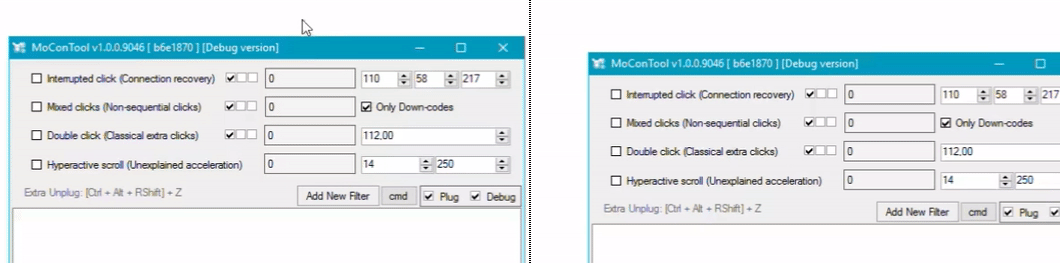 MoConTool v1.0.0.9046 [ b6e1870 ] [Debug version]
Interrupted click (Connection recovery) 0 110 58 217
Mixed clicks (Non-sequential clicks) 0 Only Down-codes
Double click (Classical extra clicks) 0 112.00
Hyperactive scroll (Unexplained acceleration) 0 14 250
Extra Unplug: [Ctrl + Alt + RShift] + Z Add New Filter cmd Plug Debug
MoConTool v1.0.0.9046 [ b6e1870 ] [Debug version]
Interrupted click (Connection recovery) 0 110 58 217
Mixed clicks (Non-sequential clicks) 0 Only Down-codes
Double click (Classical extra clicks) 0 112.00
Hyperactive scroll (Unexplained acceleration) 0 14 250
Extra Unplug: [Ctrl + Alt + RShift] + Z Add New Filter cmd Plug